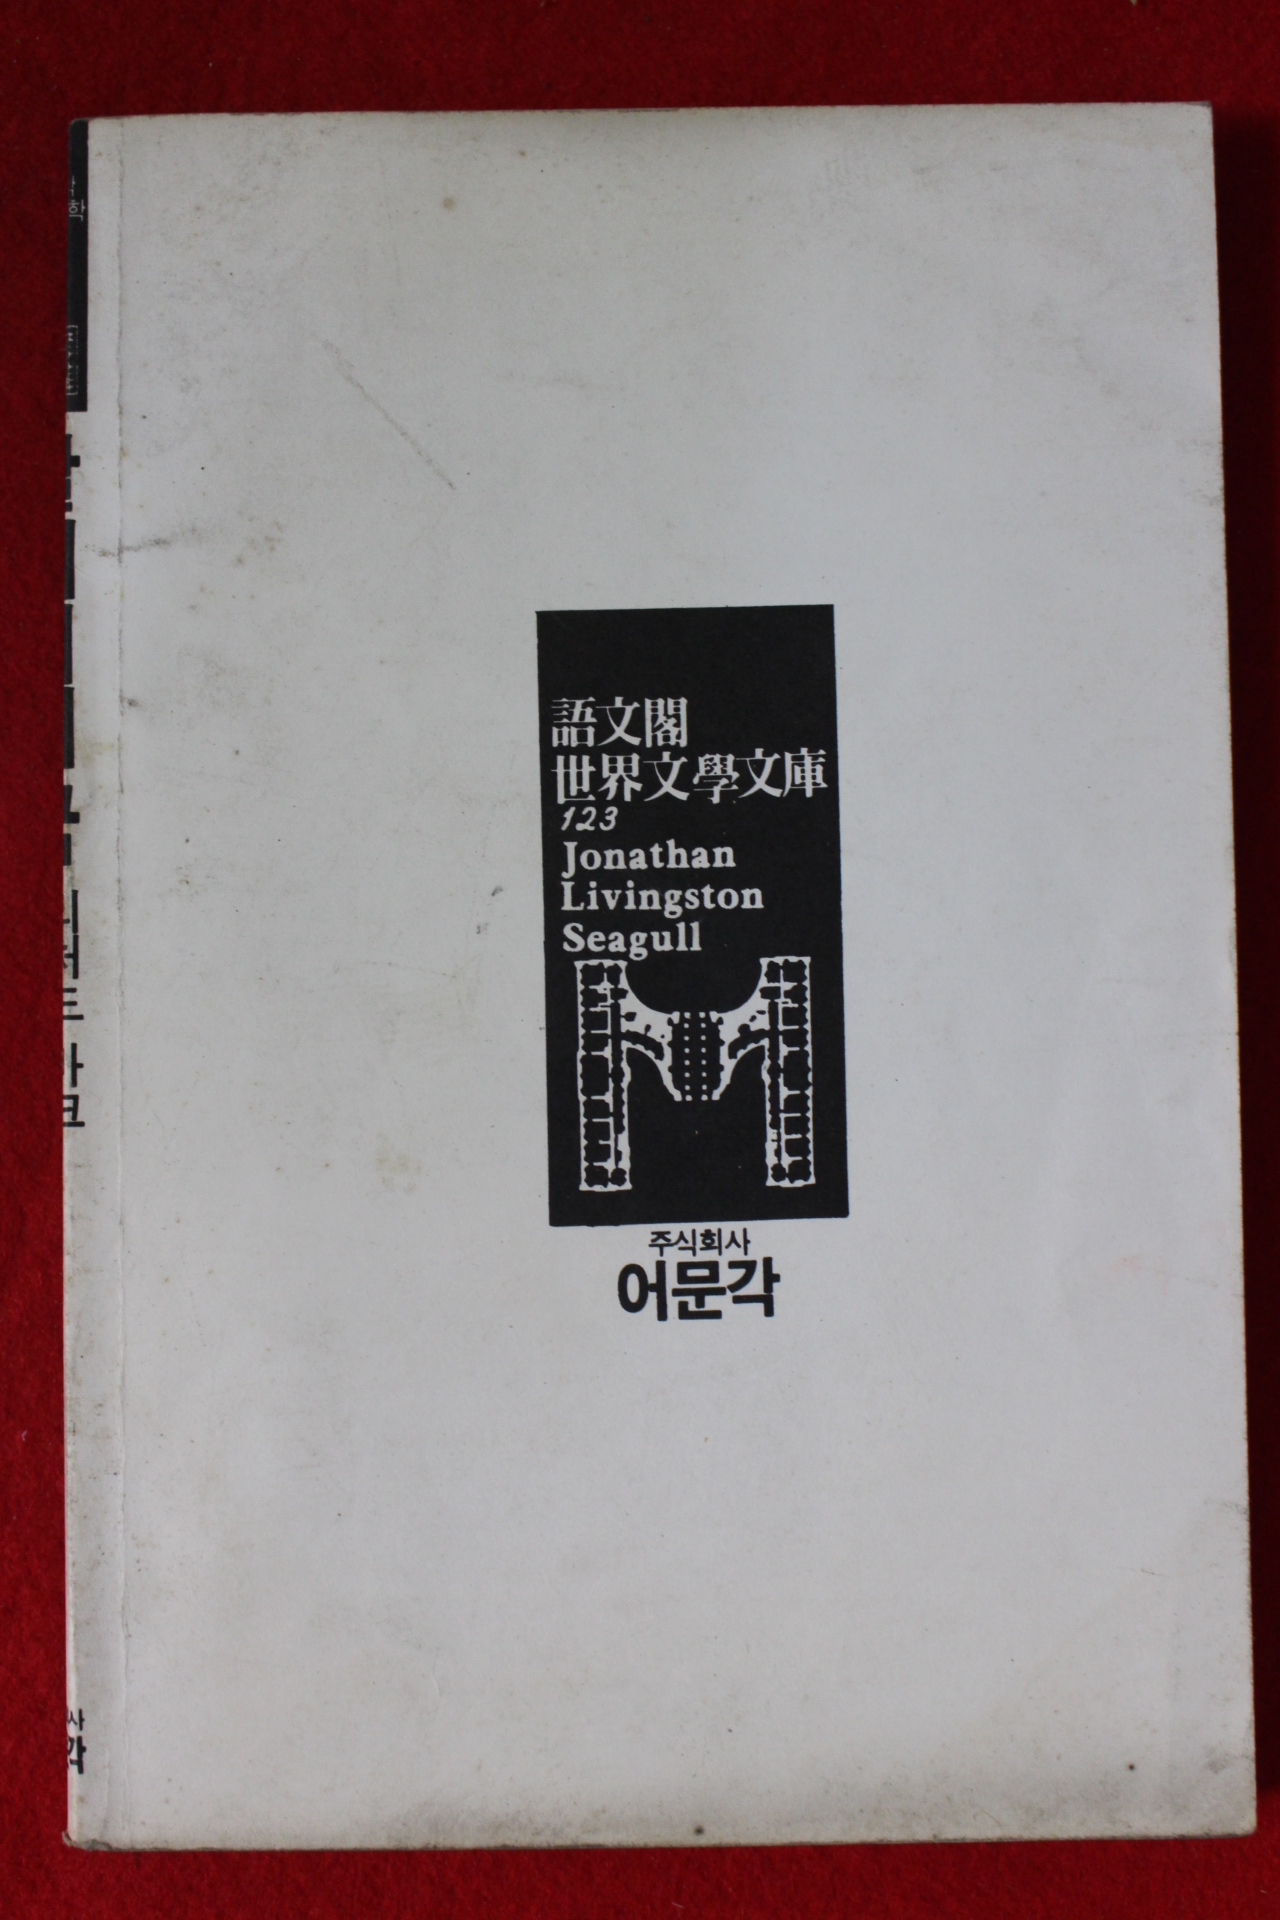 語文閣
世界文學文庫
123
Jonathan
Livingston
Seagull
주식회사
어문각